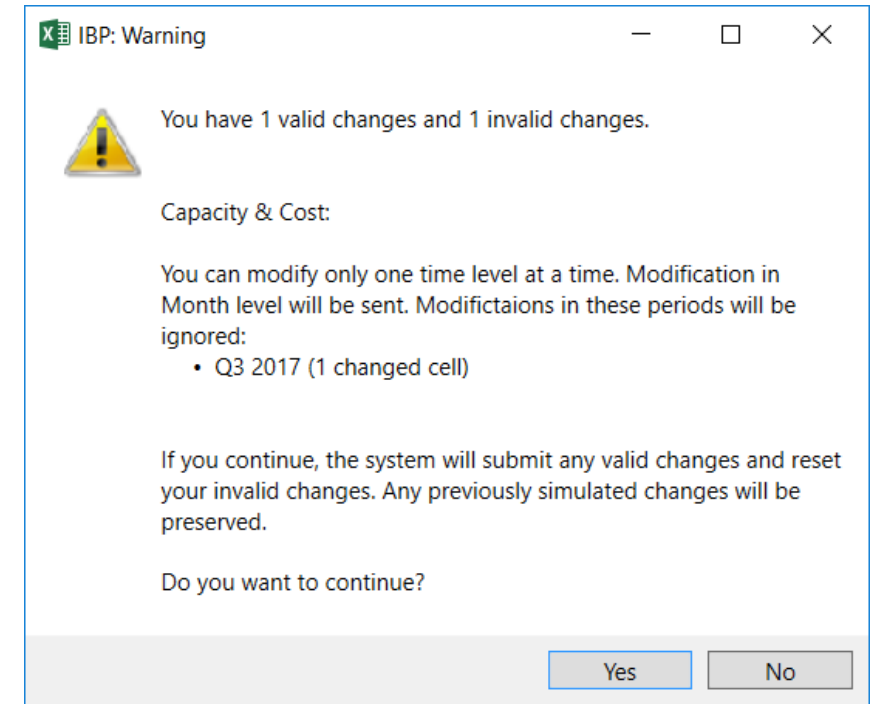 IBP: Warning
You have 1 valid changes and 1 invalid changes.
Capacity & Cost:
You can modify only one time level at a time. Modification in
Month level will be sent. Modifictaions in these periods will be
ignored:
• Q3 2017 (1 changed cell)
If you continue, the system will submit any valid changes and reset
your invalid changes. Any previously simulated changes will be
preserved.
Do you want to continue?
Yes No